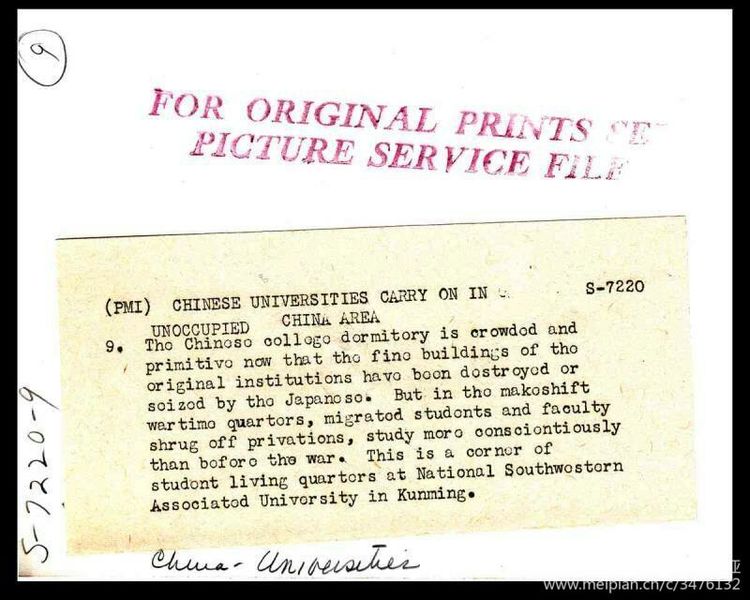 9
FOR ORIGINAL PRINTS
PICTURE SERVICE FILE
(PMI) CHINESE UNIVERSITIES CARRY ON IN S-7220
UNOCCUPIED CHINA AREA
9. The Chinese college dormitory is crowded and
primitive now that the fine buildings of the
original institutions have been destroyed or
seized by the Japanese. But in the makeshift
wartime quarters, migrated students and faculty
shrug off privations, study more conscientiously
than before the war. This is a corner of
student living quarters at National Southwestern
Associated University in Kunming.
S-7220-9
China - Universities
www.meipian.cn/c/3476132